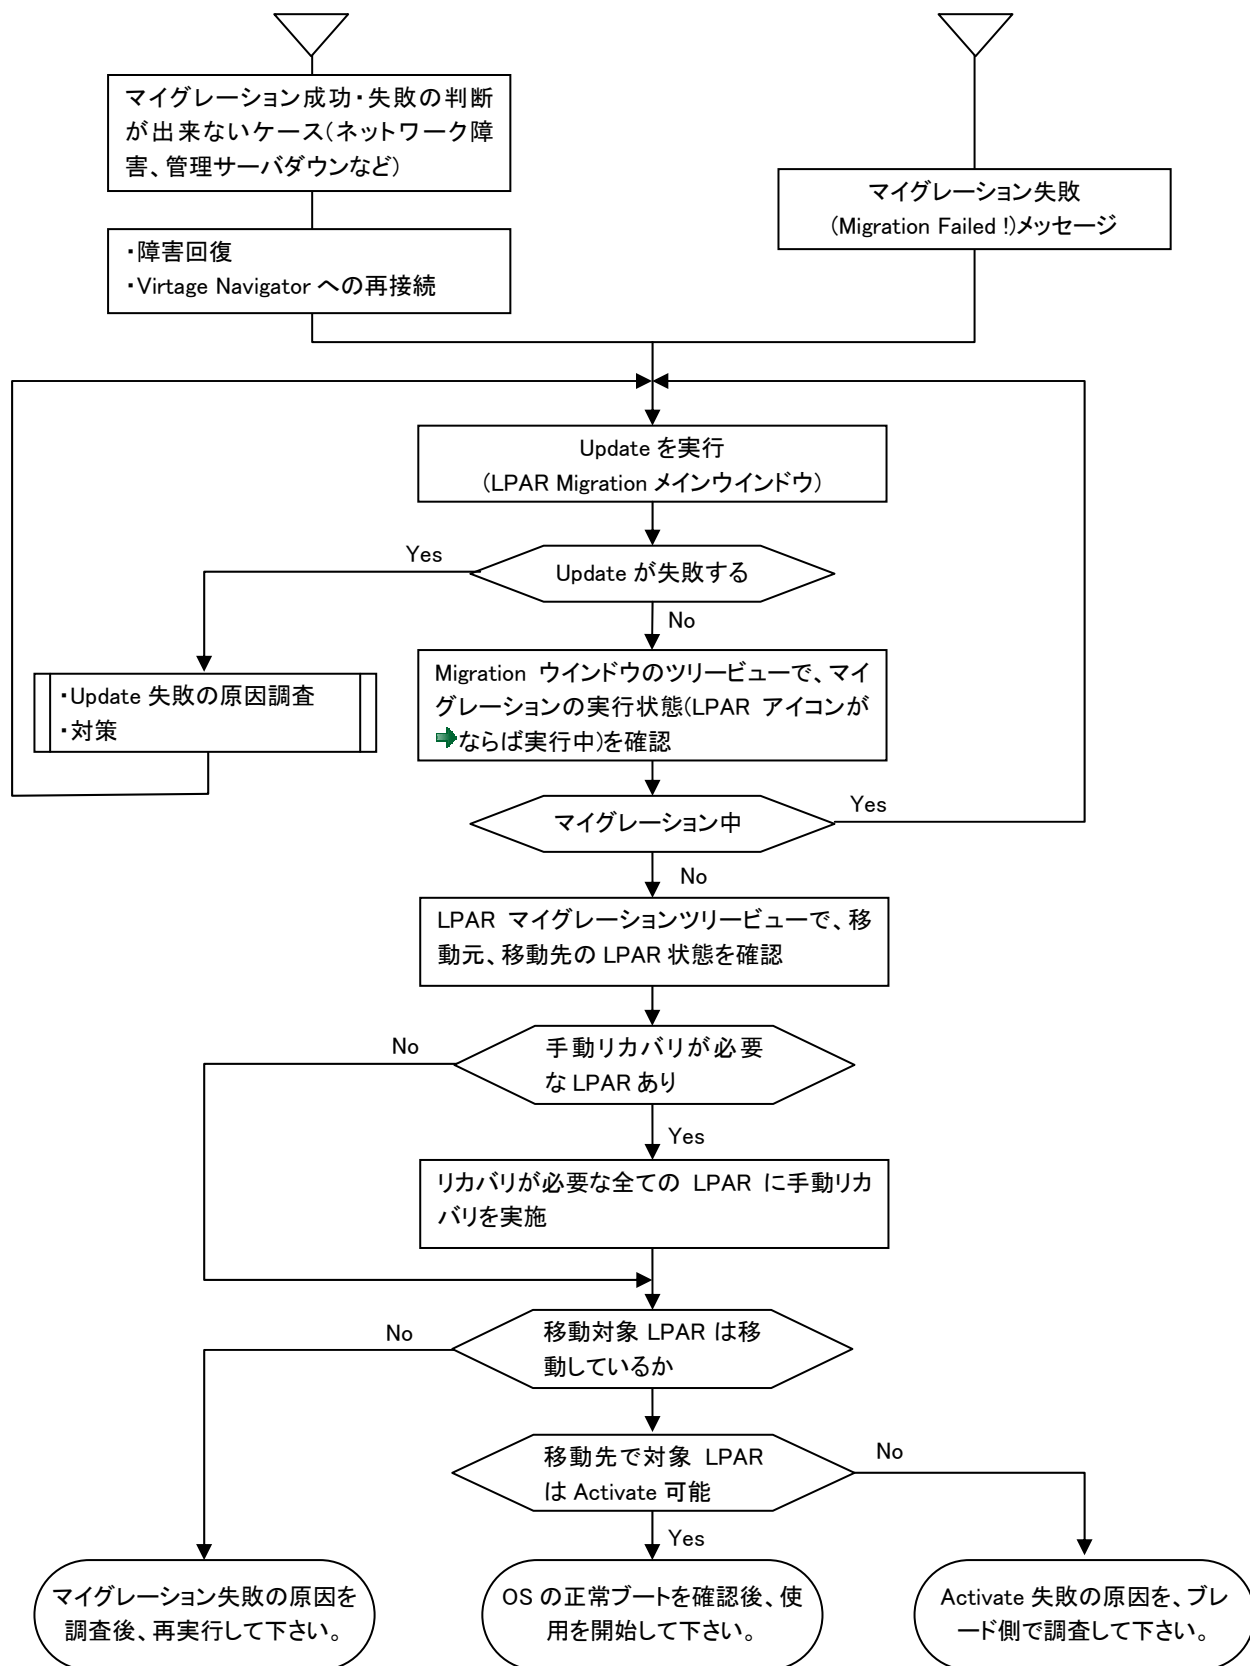 マイグレーション成功・失敗の判断
が出来ないケース(ネットワーク障
害、管理サーバダウンなど)
マイグレーション失敗
(Migration Failed !)メッセージ
・障害回復
・Virtage Navigator への再接続
Update を実行
(LPAR Migration メインウインドウ)
Yes
Update が失敗する
No
Migration ウインドウのツリービューで、マイ
グレーションの実行状態(LPAR アイコンが
ならば実行中)を確認
・Update 失敗の原因調査
・対策
マイグレーション中
Yes
No
LPAR マイグレーションツリービューで、移
動元、移動先の LPAR 状態を確認
No
手動リカバリが必要
な LPAR あり
Yes
リカバリが必要な全ての LPAR に手動リカ
バリを実施
No
移動対象 LPAR は移
動しているか
移動先で対象 LPAR
は Activate 可能
No
Yes
マイグレーション失敗の原因を
調査後、再実行して下さい。
OS の正常ブートを確認後、使
用を開始して下さい。
Activate 失敗の原因を、ブレ
ード側で調査して下さい。